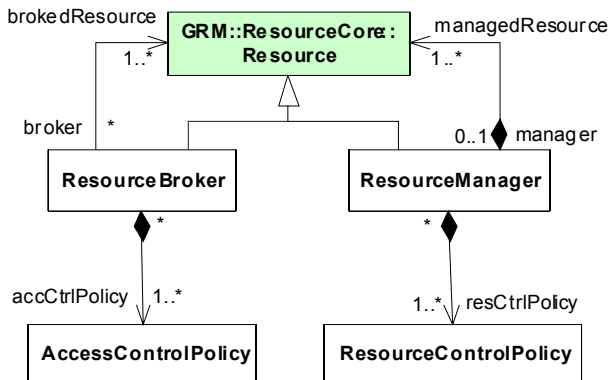 brokedResource
GRM::ResourceCore::
Resource
managedResource
1..*
1..*
broker
*
0..1
manager
ResourceBroker
ResourceManager
*
*
accCtrlPolicy
1..*
1..*
resCtrlPolicy
AccessControlPolicy
ResourceControlPolicy